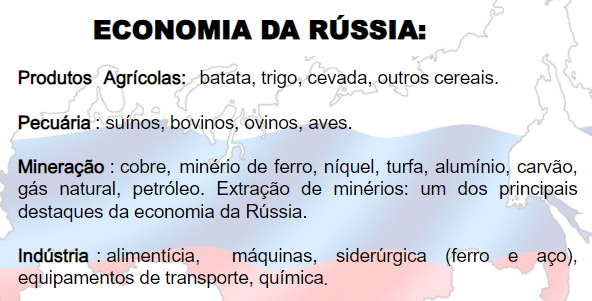 ECONOMIA DA RÚSSIA:
Produtos Agrícolas: batata, trigo, cevada, outros cereais.
Pecuária : suínos, bovinos, ovinos, aves.
Mineração : cobre, minério de ferro, níquel, turfa, alumínio, carvão,
gás natural, petróleo. Extração de minérios: um dos principais
destaques da economia da Rússia.
Indústria : alimentícia, máquinas, siderúrgica (ferro e aço),
equipamentos de transporte, química.